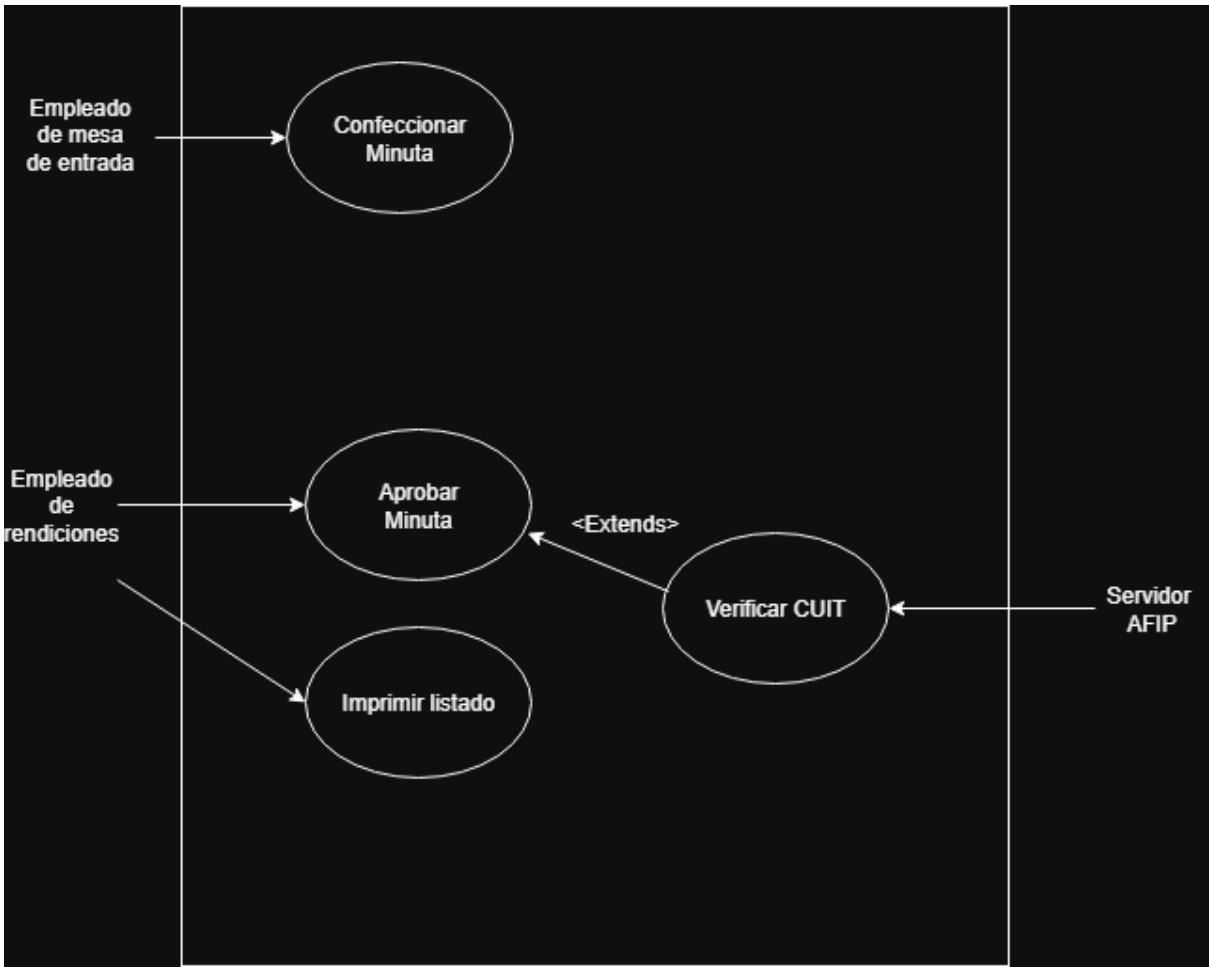 Empleado
de mesa
de entrada
Confeccionar
Minuta
Empleado
de
rendiciones
Aprobar
Minuta
<Extends>
Verificar CUIT
Servidor
AFIP
Imprimir listado